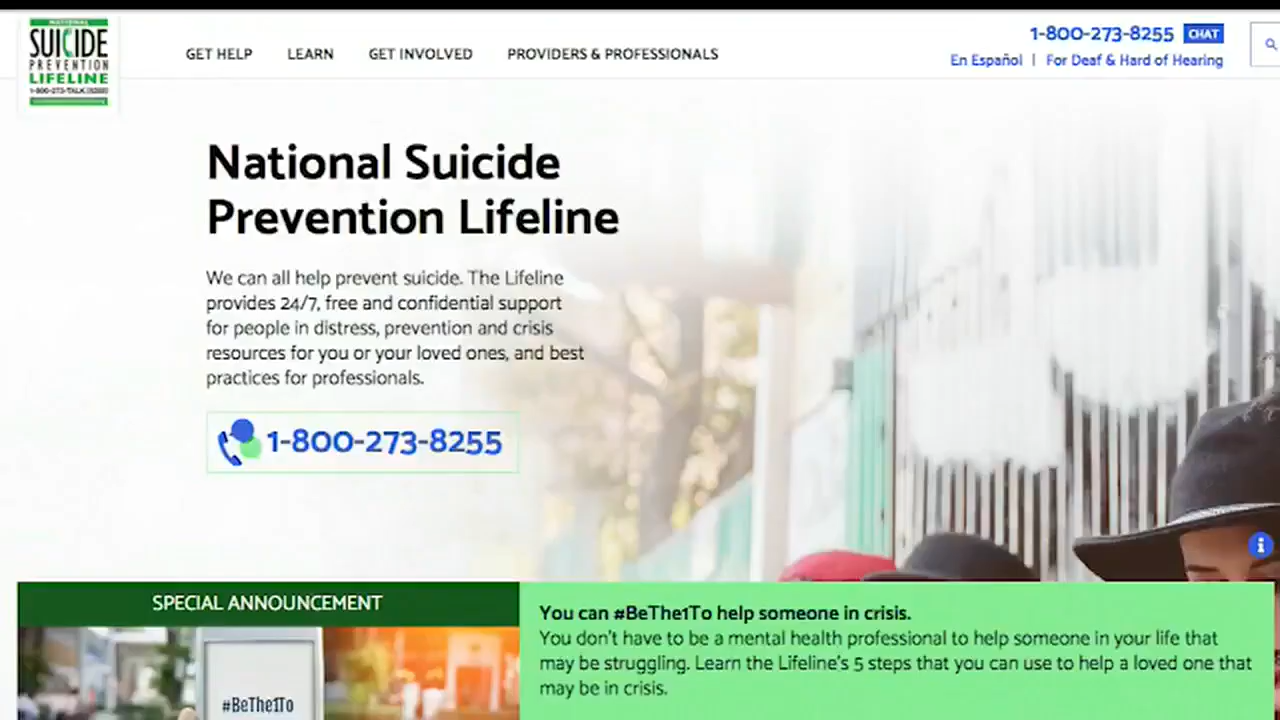 NATIONAL
SUICIDE
PREVENTION
LIFELINE
1-800-273-TALK (8255)
GET HELP LEARN GET INVOLVED PROVIDERS & PROFESSIONALS
1-800-273-8255 CHAT
En Español | For Deaf & Hard of Hearing
National Suicide
Prevention Lifeline
We can all help prevent suicide. The Lifeline
provides 24/7, free and confidential support
for people in distress, prevention and crisis
resources for you or your loved ones, and best
practices for professionals.
1-800-273-8255
SPECIAL ANNOUNCEMENT
#BeThe1To
You can #BeThe1To help someone in crisis.
You don't have to be a mental health professional to help someone in your life that
may be struggling. Learn the Lifeline's 5 steps that you can use to help a loved one that
may be in crisis.